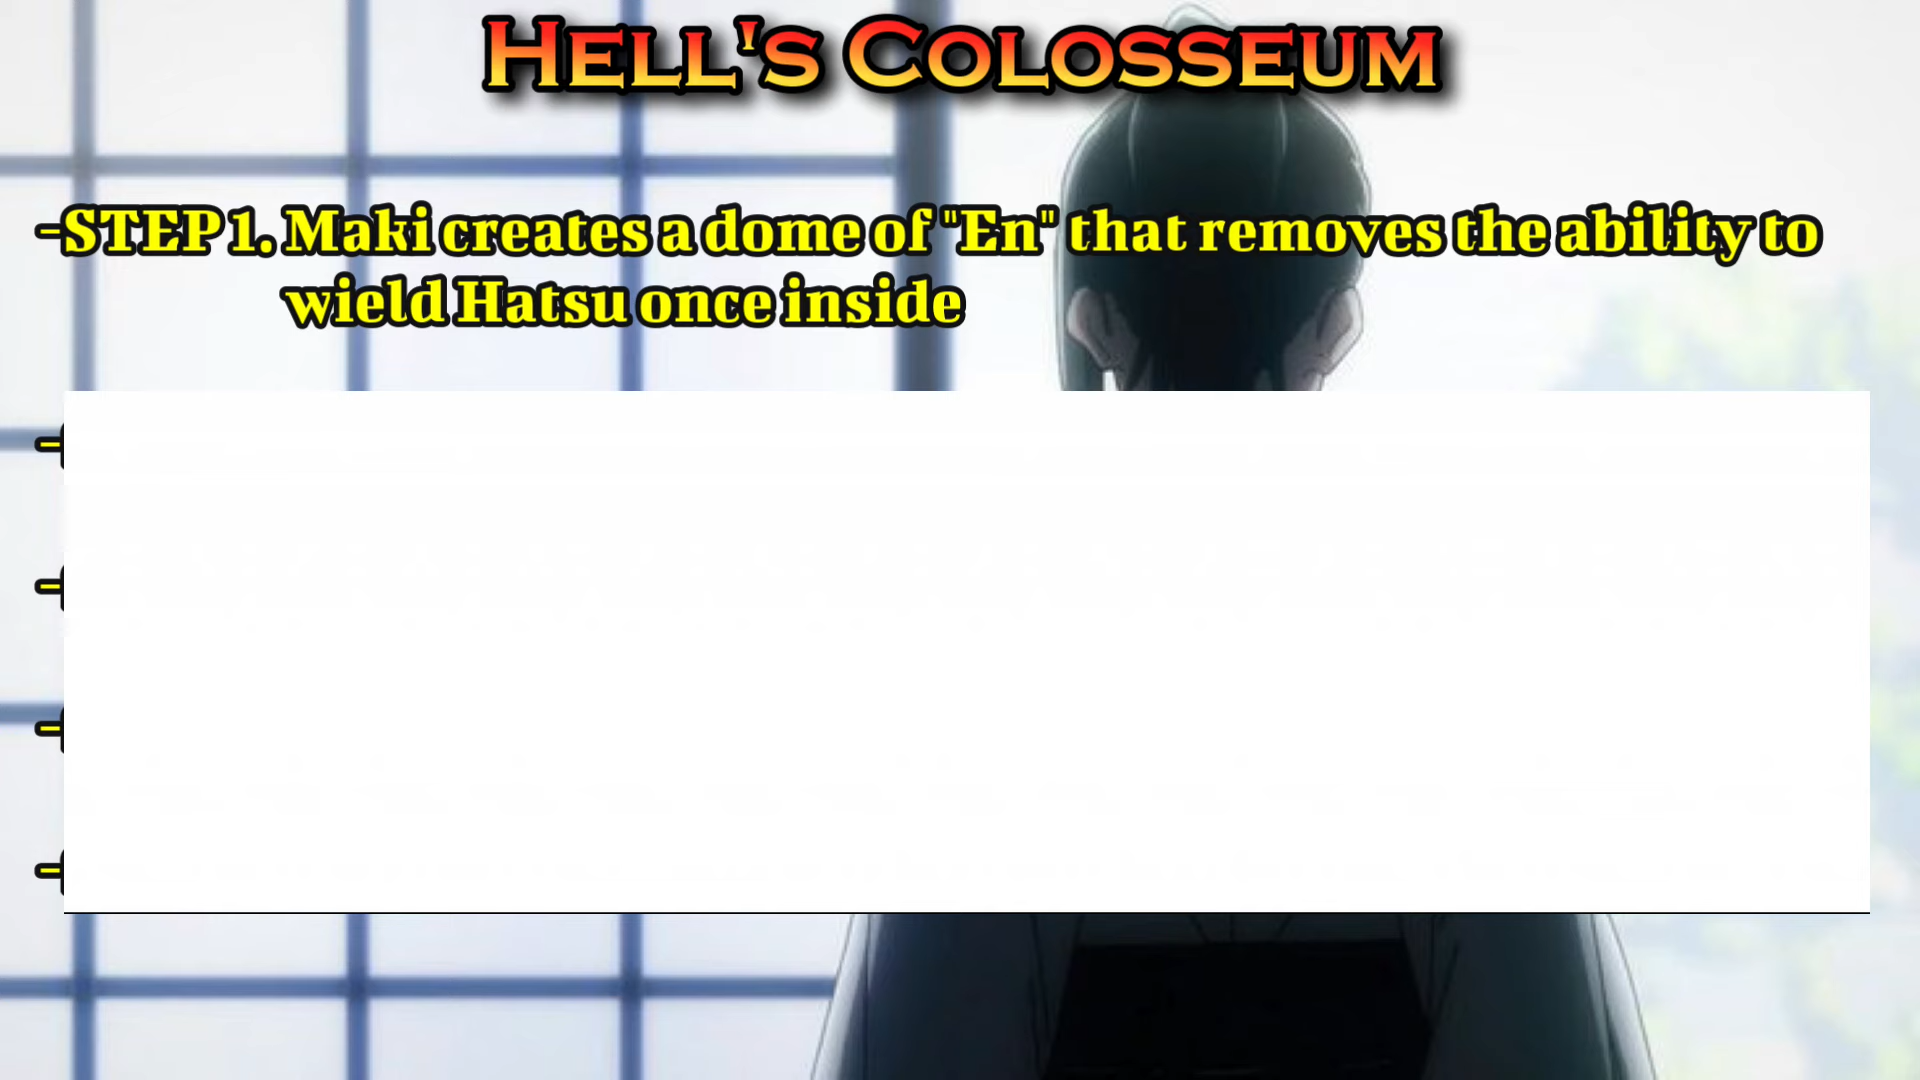 HELL'S COLOSSEUM
-STEP 1. Maki creates a dome of "En" that removes the ability to
wield Hatsu once inside
-
-
-
-